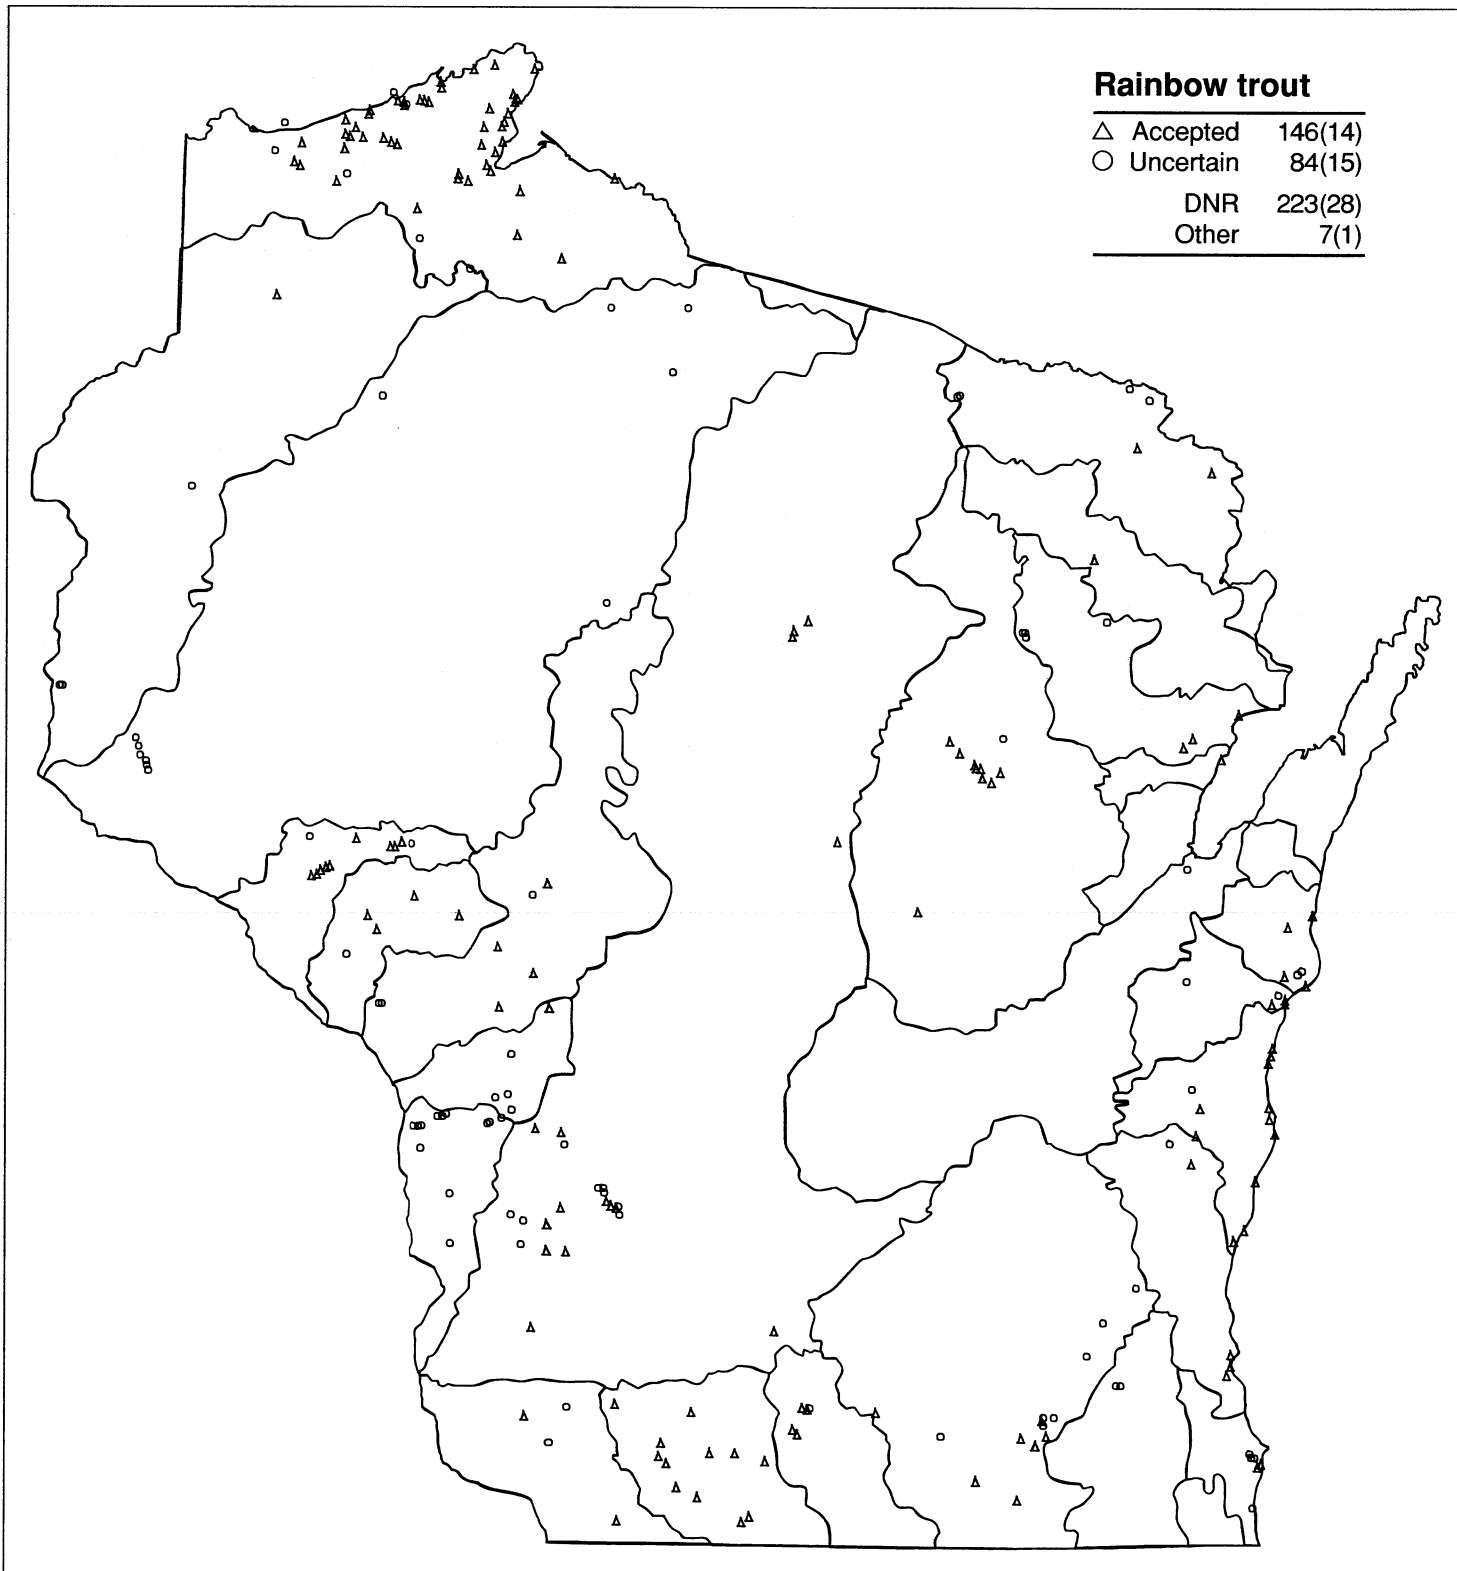 Rainbow trout
△ Accepted 146(14)
○ Uncertain 84(15)
DNR 223(28)
Other 7(1)